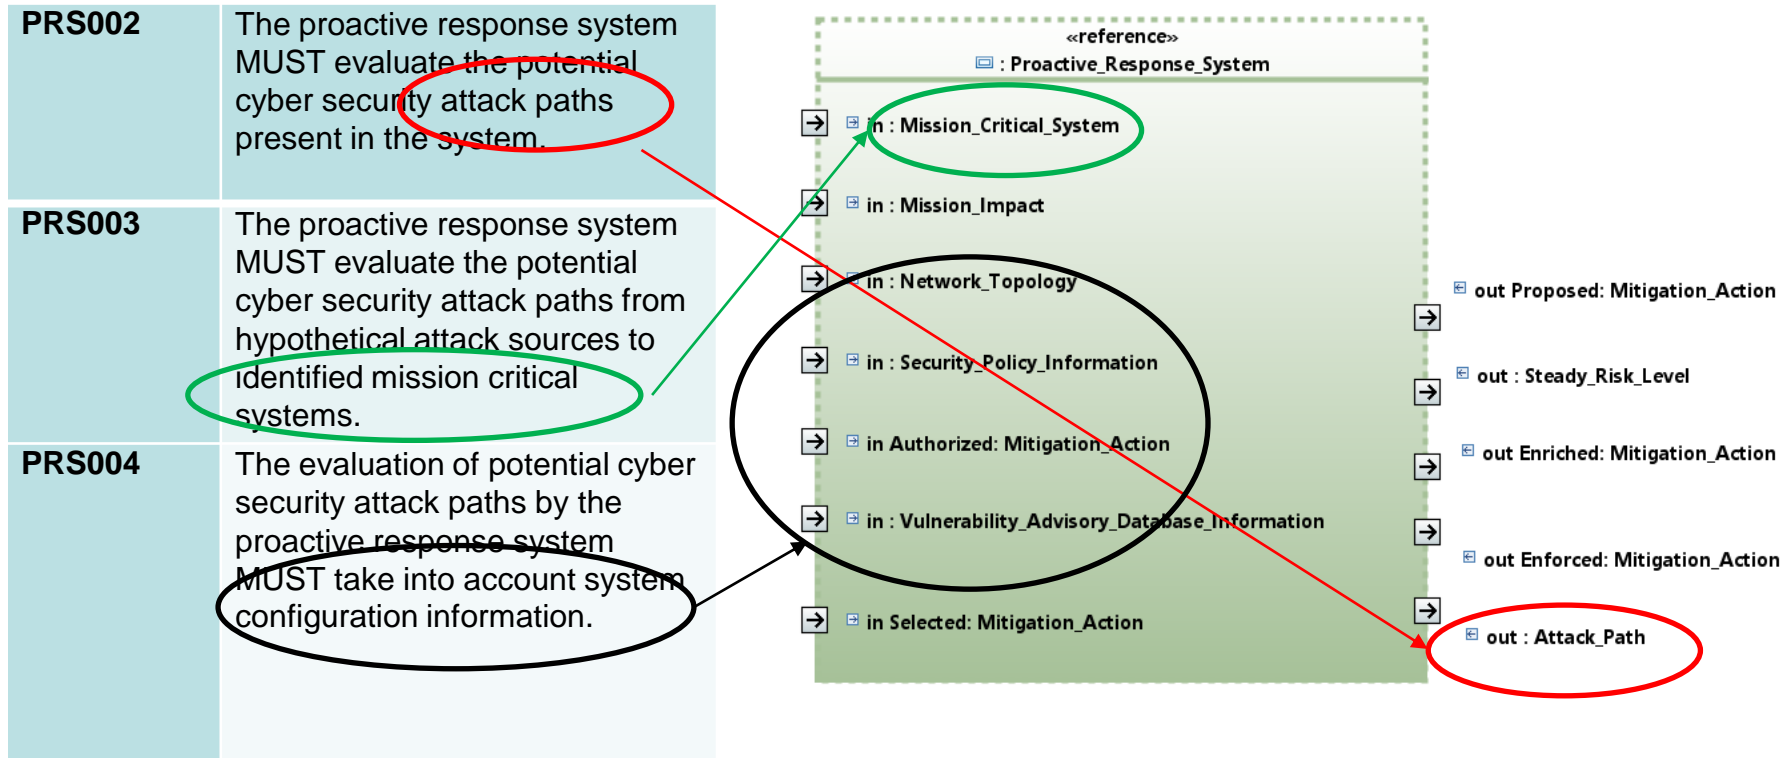 PRS002
The proactive response system
MUST evaluate the potential
cyber security attack paths
present in the system.
PRS003
The proactive response system
MUST evaluate the potential
cyber security attack paths from
hypothetical attack sources to
identified mission critical
systems.
PRS004
The evaluation of potential cyber
security attack paths by the
proactive response system
MUST take into account system
configuration information.
«reference»
: Proactive_Response_System
in : Mission_Critical_System
in : Mission_Impact
in : Network_Topology
in : Security_Policy_Information
in Authorized: Mitigation_Action
in : Vulnerability_Advisory_Database_Information
in Selected: Mitigation_Action
out Proposed: Mitigation_Action
out : Steady_Risk_Level
out Enriched: Mitigation_Action
out Enforced: Mitigation_Action
out : Attack_Path